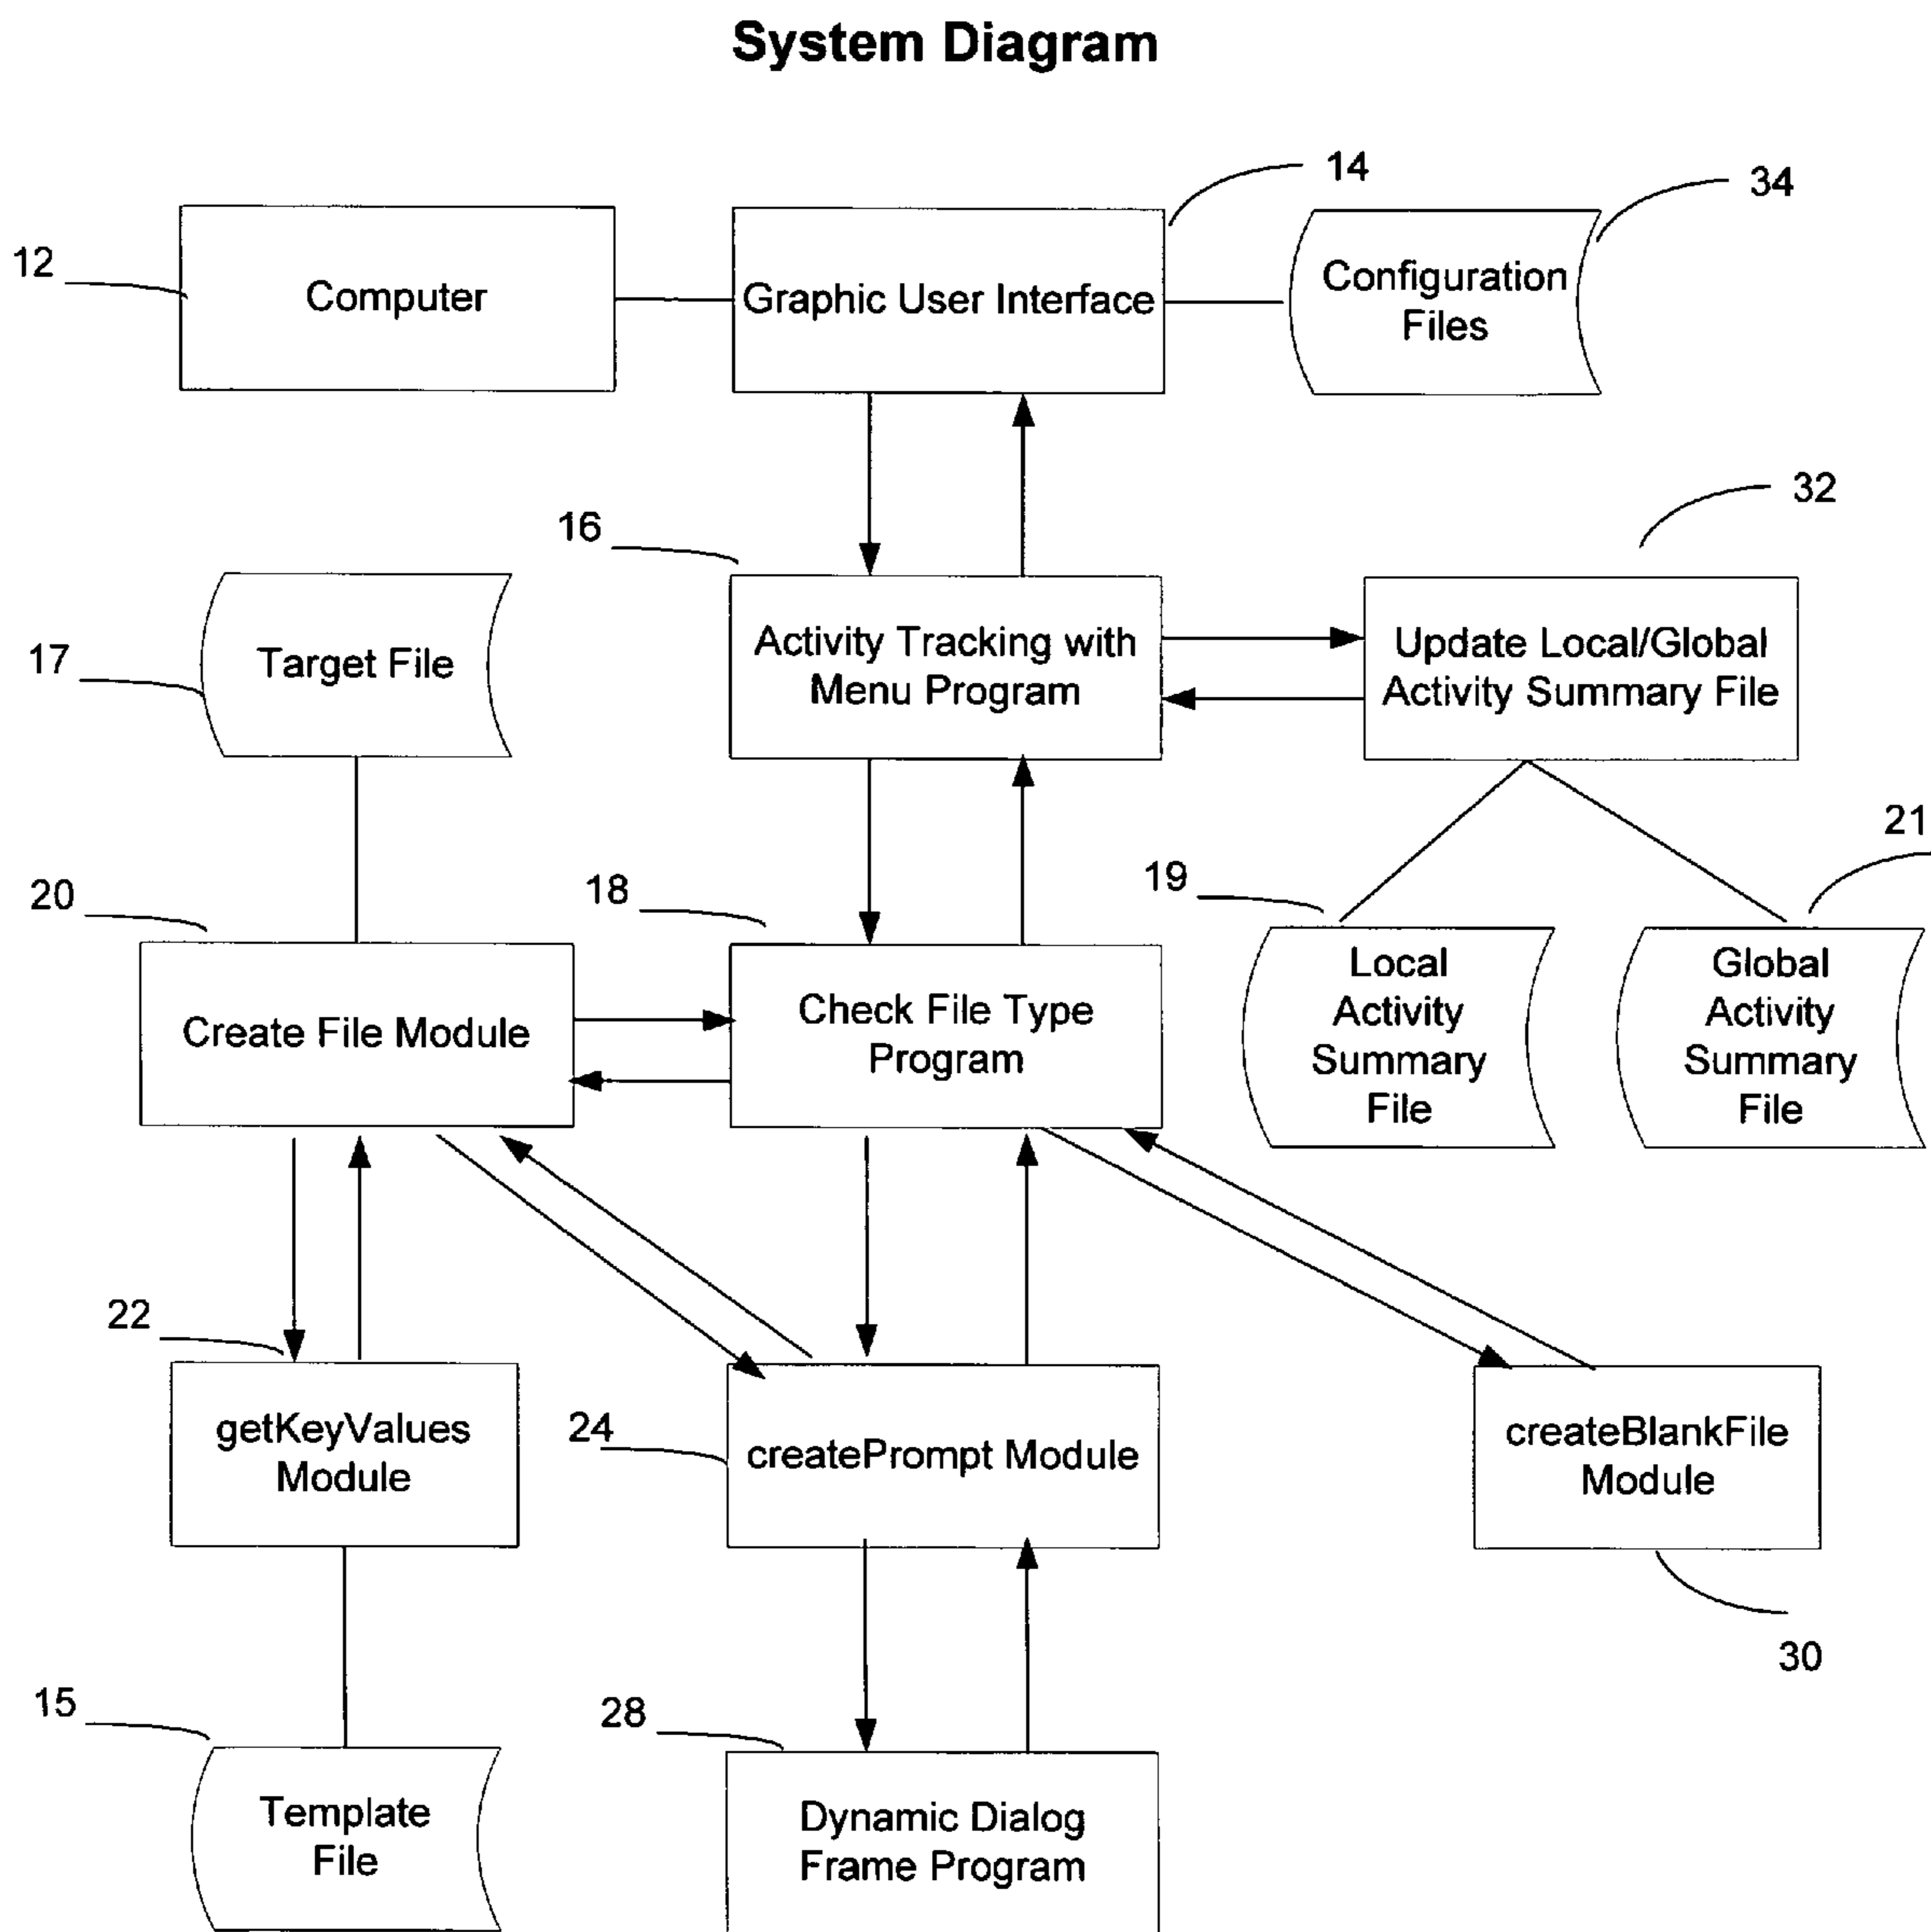 System Diagram
14
34
12
Computer
Graphic User Interface
Configuration
Files
32
16
17
Target File
Activity Tracking with
Menu Program
Update Local/Global
Activity Summary File
21
19
20
18
Create File Module
Check File Type
Program
Local
Activity
Summary
File
Global
Activity
Summary
File
22
getKeyValues
Module
24
createPrompt Module
createBlankFile
Module
30
15
28
Template
File
Dynamic Dialog
Frame Program